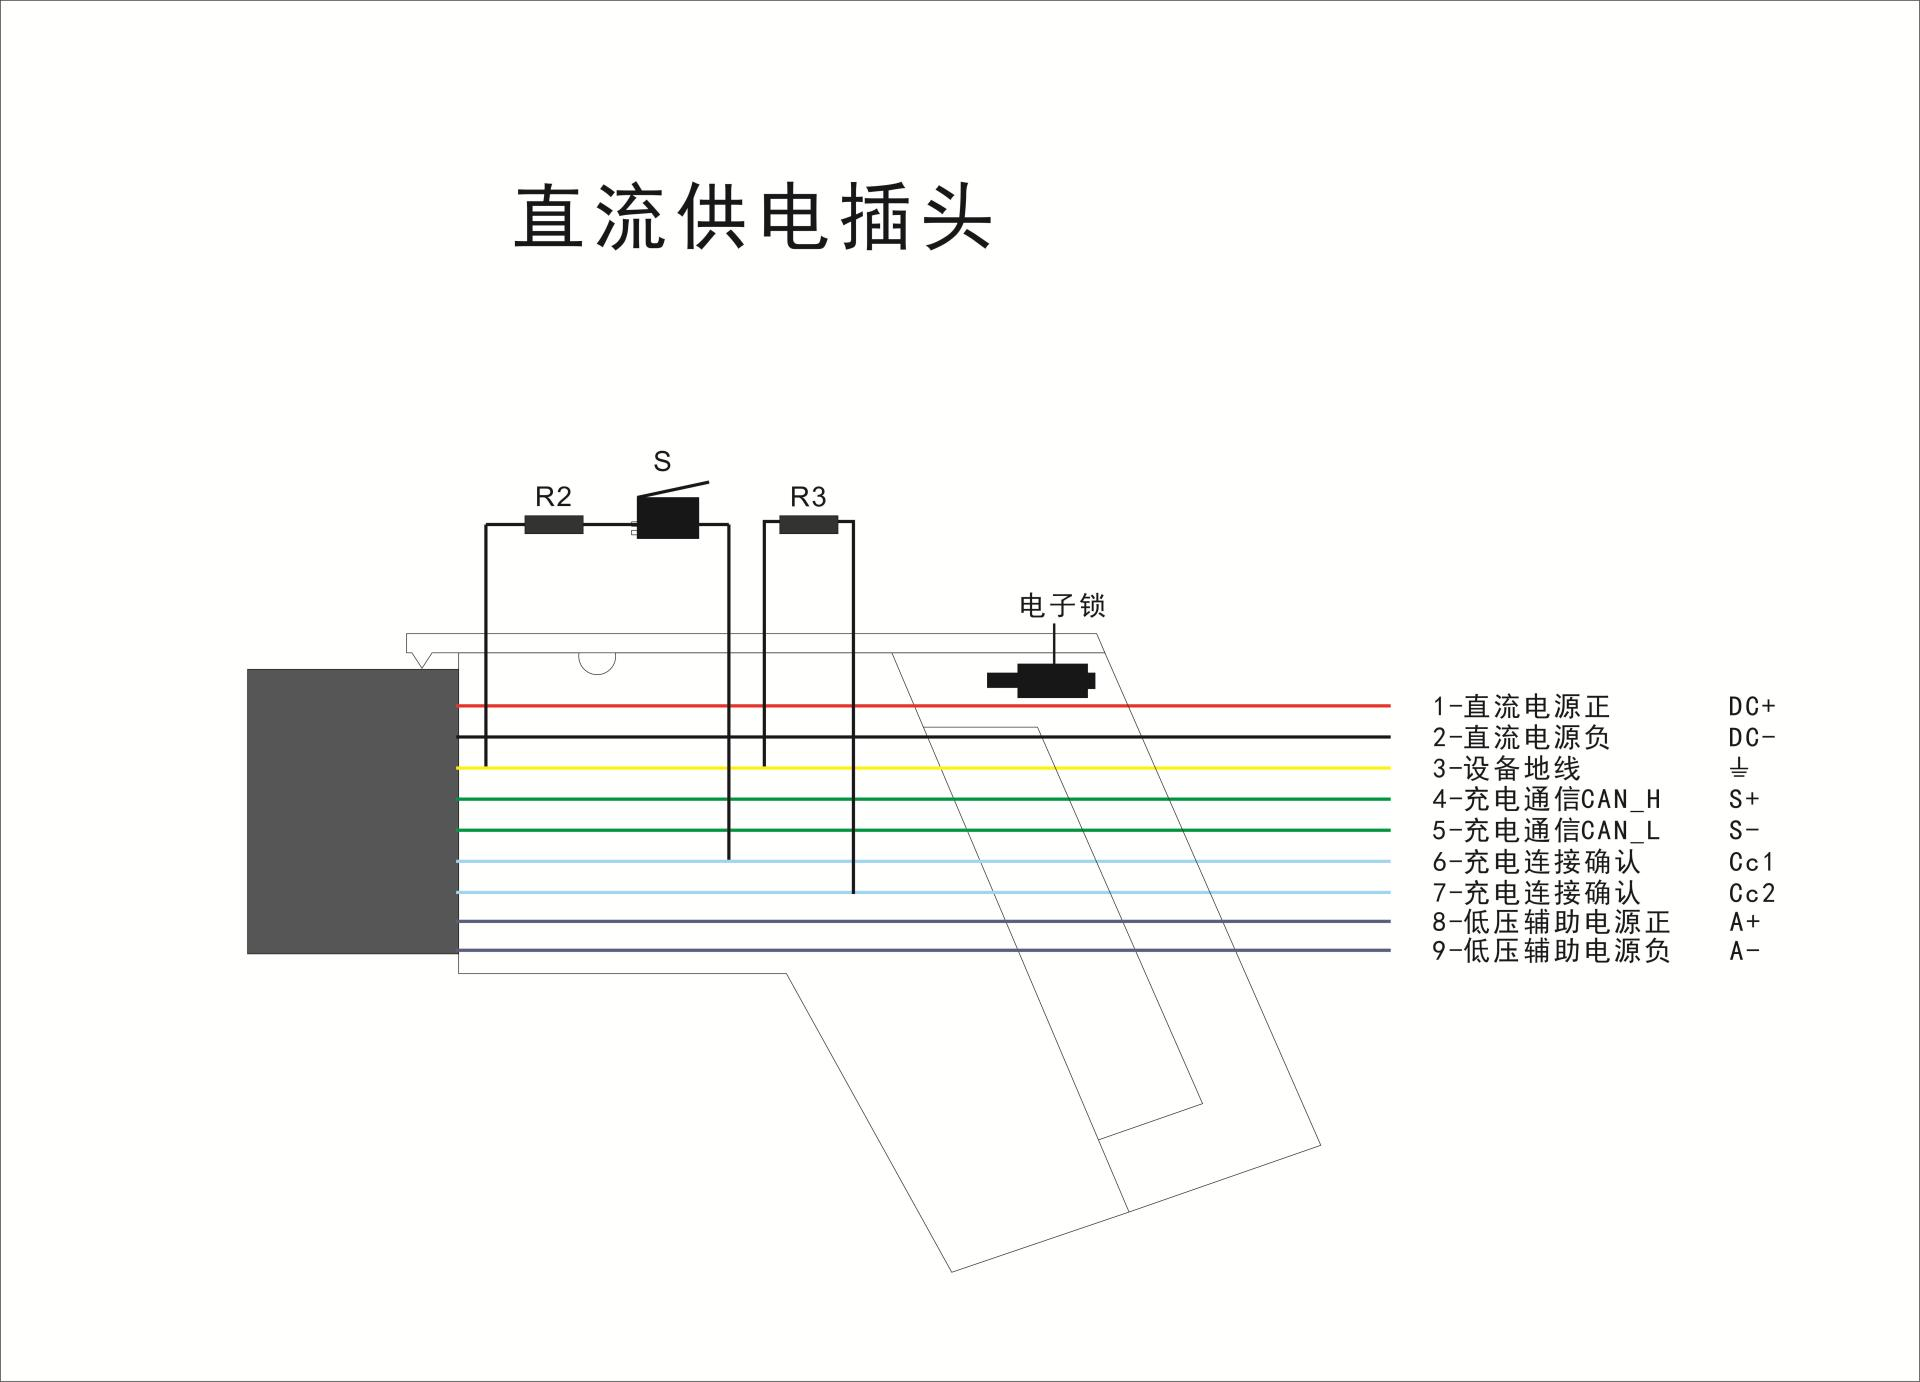 直流供电插头
S
R2
R3
电子锁
1-直流电源正 DC+
2-直流电源负 DC-
3-设备地线 ⏚
4-充电通信CAN_H S+
5-充电通信CAN_L S-
6-充电连接确认 Cc1
7-充电连接确认 Cc2
8-低压辅助电源正 A+
9-低压辅助电源负 A-